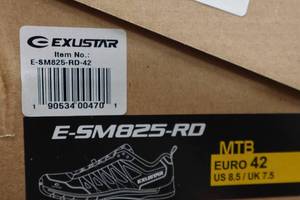 EXUSTAR
Item No.:
E-SM825-RD-42
1 90534 00470 1
E-SM825-RD
MTB
EURO 42
US 8.5 / UK 7.5